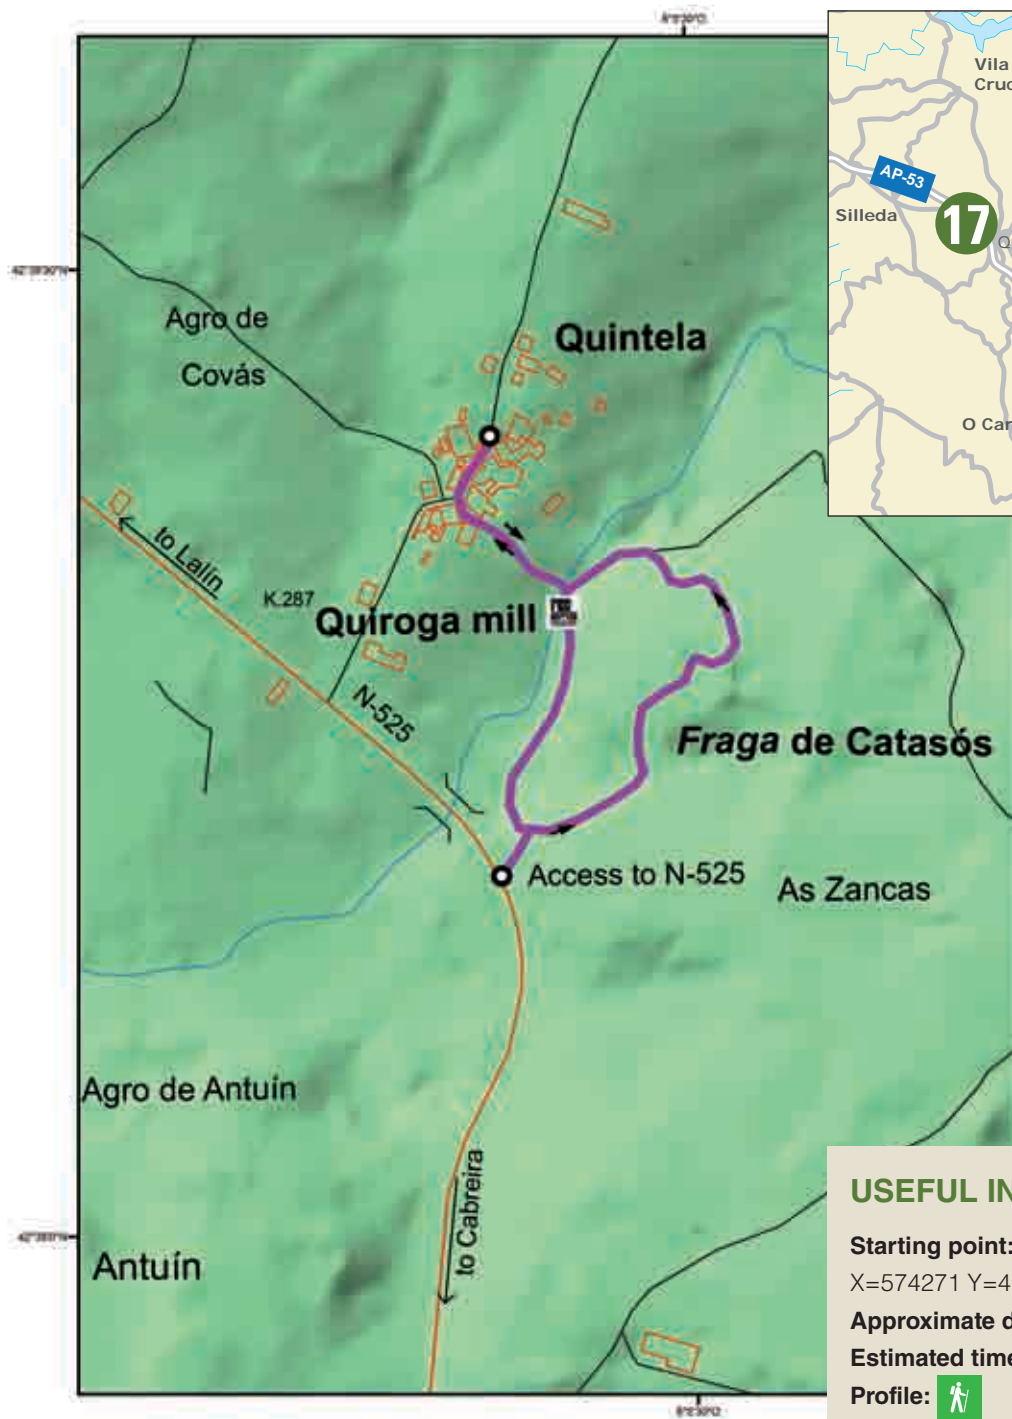 Vila
Cruc
AP-53
Silleda
17
Q
O Car
Agro de
Covás
Quintela
to Lalín
K.287
Quiroga mill
N-525
Fraga de Catasós
Access to N-525
As Zancas
Agro de Antuín
to Cabreira
Antuín
USEFUL IN
Starting point:
X=574271 Y=4
Approximate d
Estimated time
Profile: